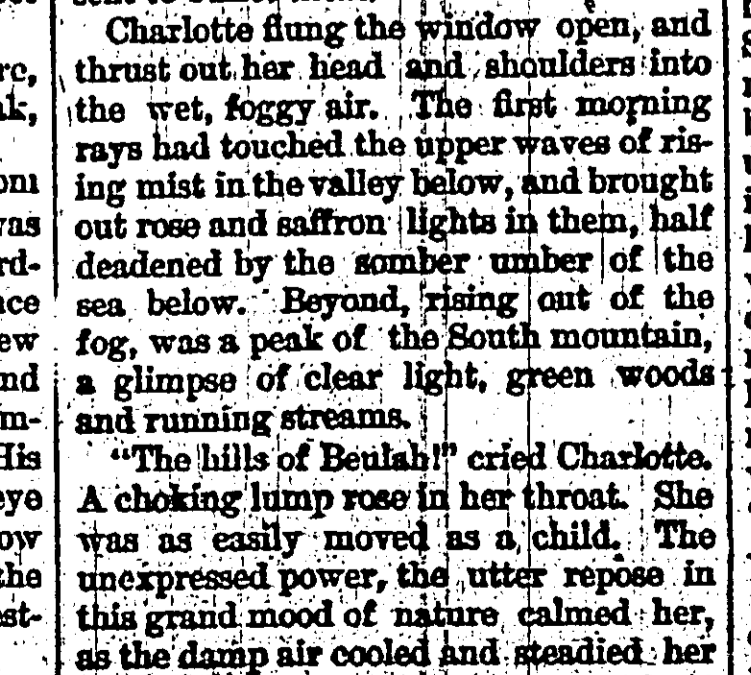 Charlotte flung the window open, and
thrust out her head and shoulders into
the wet, foggy air. The first morning
rays had touched the upper waves of ris-
ing mist in the valley below, and brought
out rose and saffron lights in them, half
deadened by the somber umber of the
sea below. Beyond, rising out of the
fog, was a peak of the South mountain,
a glimpse of clear light, green woods
and running streams.
"The hills of Beulah!" cried Charlotte.
A choking lump rose in her throat. She
was as easily moved as a child. The
unexpressed power, the utter repose in
this grand mood of nature calmed her,
as the damp air cooled and steadied her